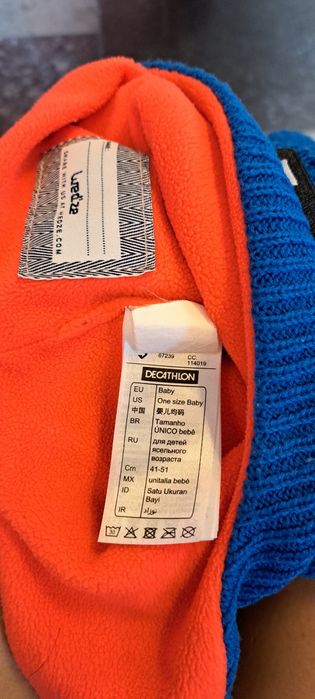 Wedze
SHARE WITH US AT WEDZE.COM
87239
CC
114019
DECATHLON
EU Baby
US One size Baby
中国 婴儿均码
BR Tamanho ÚNICO bebê
RU для детей ясельного возраста
Cm 41-51
MX unitalla bebé
ID Satu Ukuran Bayi
IR نوزاد
30